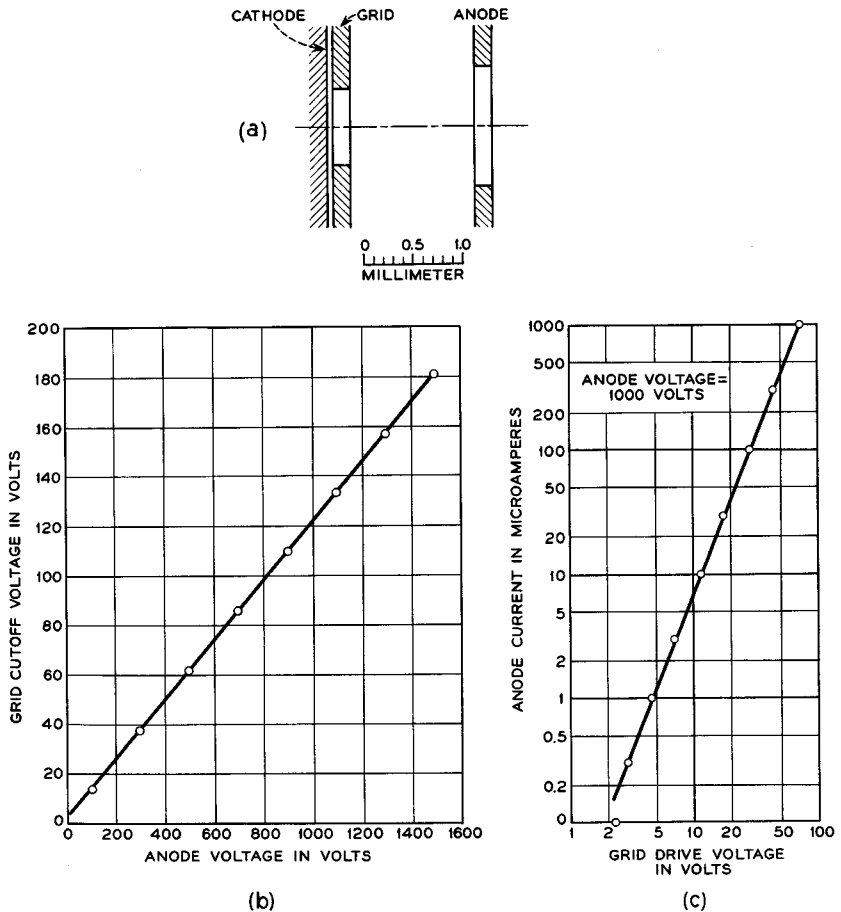 CATHODE GRID ANODE
(a)
0 0.5 1.0
MILLIMETER
GRID CUTOFF VOLTAGE IN VOLTS
200
180
160
140
120
100
80
60
40
20
0
0 200 400 600 800 1000 1200 1400 1600
ANODE VOLTAGE IN VOLTS
(b)
ANODE CURRENT IN MICROAMPERES
1000
500
200
100
50
20
10
5
2
1
0.5
0.2
0
ANODE VOLTAGE=
1000 VOLTS
1 2 5 10 20 50 100
GRID DRIVE VOLTAGE
IN VOLTS
(c)